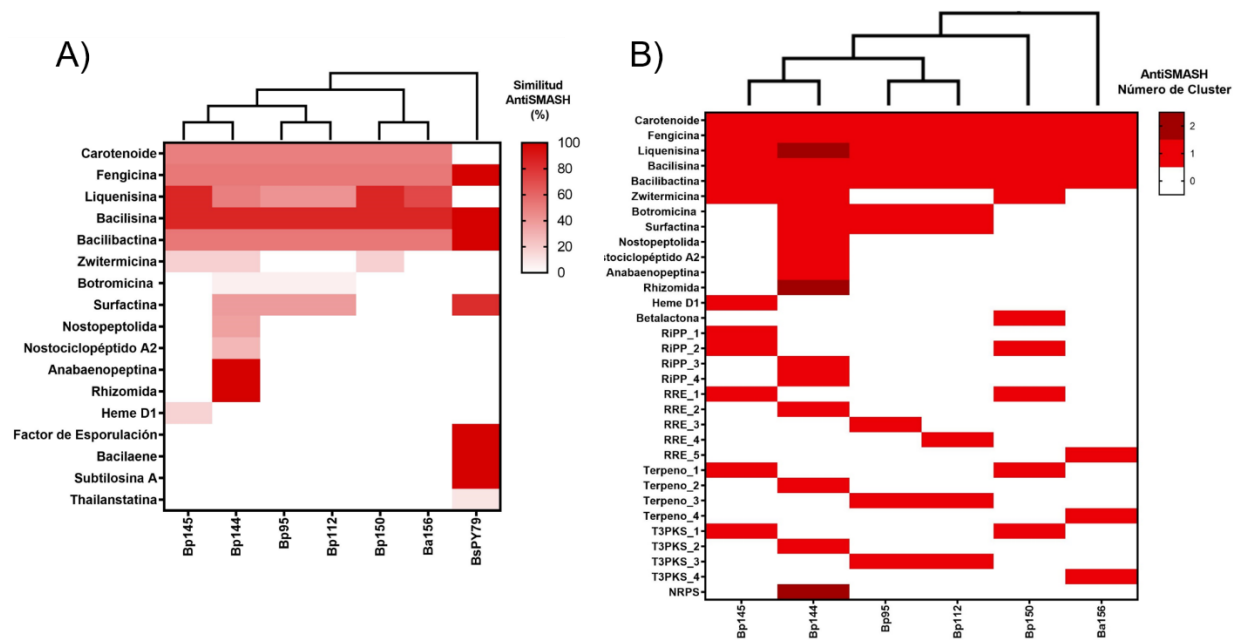 A)
Similitud
AntiSMASH
(%)
100
80
60
40
20
0
Carotenoide
Fengicina
Liquenisina
Bacilisina
Bacilibactina
Zwitermicina
Botromicina
Surfactina
Nostopeptolida
Nostociclopéptido A2
Anabaenopeptina
Rhizomida
Heme D1
Factor de Esporulación
Bacilaene
Subtilosina A
Thailanstatina
Bp145
Bp144
Bp95
Bp112
Bp150
Ba156
BsPY79
B)
AntiSMASH
Número de Cluster
2
1
0
Carotenoide
Fengicina
Liquenisina
Bacilisina
Bacilibactina
Zwitermicina
Botromicina
Surfactina
Nostopeptolida
stociclopéptido A2
Anabaenopeptina
Rhizomida
Heme D1
Betalactona
RiPP_1
RiPP_2
RiPP_3
RiPP_4
RRE_1
RRE_2
RRE_3
RRE_4
RRE_5
Terpeno_1
Terpeno_2
Terpeno_3
Terpeno_4
T3PKS_1
T3PKS_2
T3PKS_3
T3PKS_4
NRPS
Bp145
Bp144
Bp95
Bp112
Bp150
Ba156